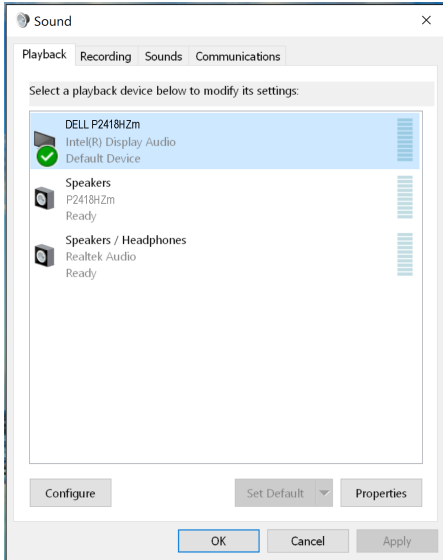 Sound
Playback Recording Sounds Communications
Select a playback device below to modify its settings:
DELL P2418HZm
Intel(R) Display Audio
Default Device
Speakers
P2418HZm
Ready
Speakers / Headphones
Realtek Audio
Ready
Configure Set Default Properties
OK Cancel Apply